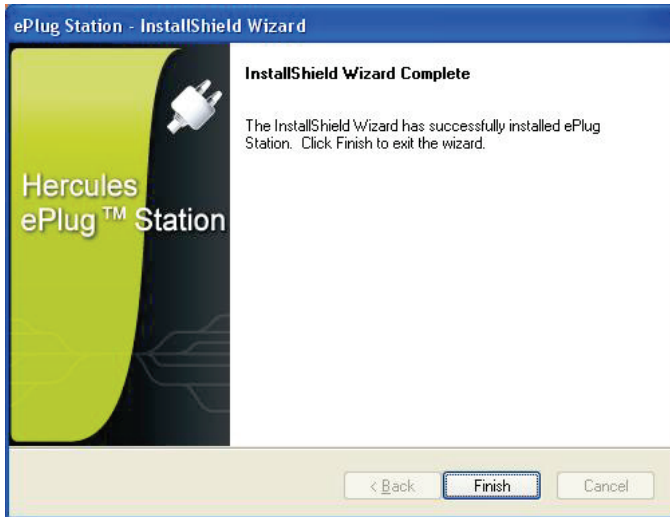 ePlug Station - InstallShield Wizard
InstallShield Wizard Complete
The InstallShield Wizard has successfully installed ePlug
Station. Click Finish to exit the wizard.
Hercules
ePlug™ Station
< Back
Finish
Cancel